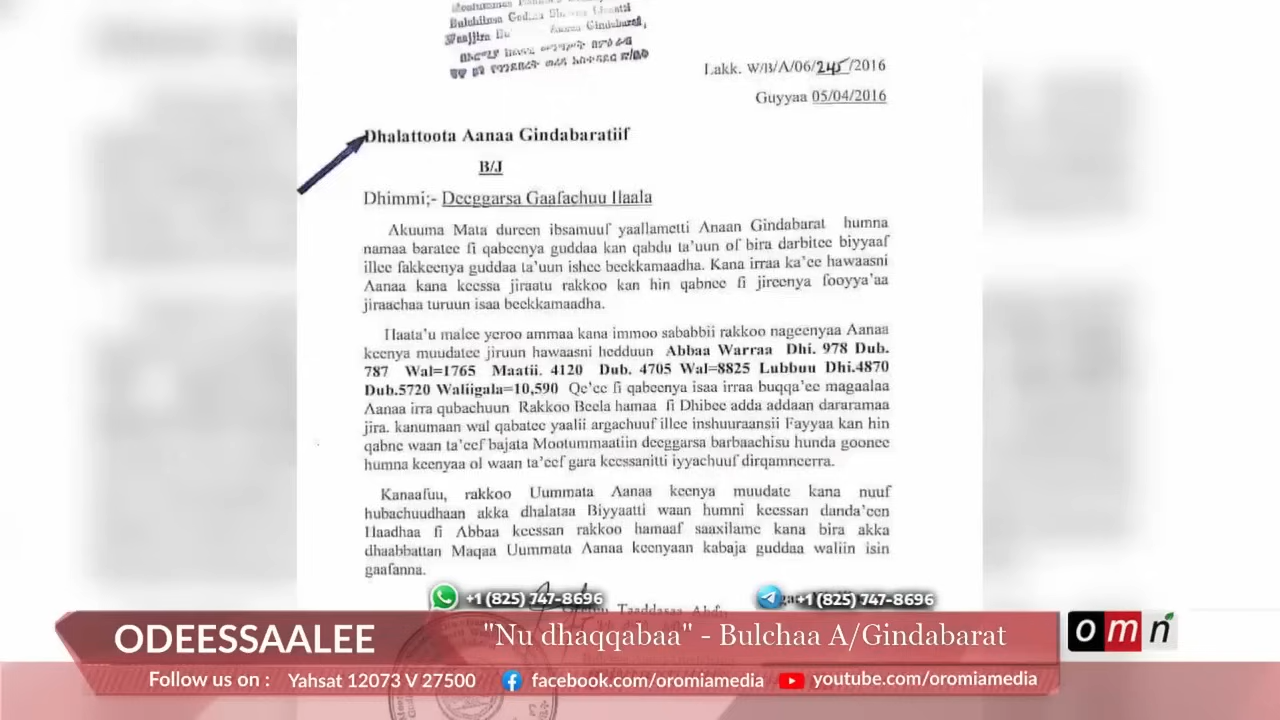 Lakk. W/B/A/06/245/2016
Guyyaa 05/04/2016
Dhalattoota Aanaa Gindabaratiif
B/J
Dhimmi;- Deeggarsa Gaafachuu Ilaala
Akuuma Mata dureen ibsamuuf yaallametti Anaan Gindabarat humna
namaa baratee fi qabeenya guddaa kan qabdu ta'uun of bira darbitee biyyaaf
illee fakkeenya guddaa ta'uun ishee beekkamaadha. Kana irraa ka'ee hawaasni
Aanaa kana keessa jiraatu rakkoo kan hin qabnee fi jireenya fooyya'aa
jiraachaa turuun isaa beekkamaadha.
Haata'u malee yeroo ammaa kana immoo sababbii rakkoo nageenyaa Aanaa
keenya muudatee jiruun hawaasni hedduun Abbaa Warraa Dhi. 978 Dub.
787 Wal=1765 Maatii. 4120 Dub. 4705 Wal=8825 Lubbuu Dhi.4870
Dub.5720 Waliigala=10,590 Qe'ee fi qabeenya isaa irraa buqqa'ee magaalaa
Aanaa irra qubachuun Rakkoo Beela hamaa fi Dhibee adda addaan dararamaa
jira. kanumaan wal qabatee yaalii argachuuf illee inshuuraansii Fayyaa kan hin
qabne waan ta'eef bajata Mootummaatiin deeggarsa barbaachisu hunda goonee
humna keenyaa ol waan ta'eef gara keessanitti iyyachuuf dirqamneerra.
Kanaafuu, rakkoo Uummata Aanaa keenya muudate kana nuuf
hubachuudhaan akka dhalataa Biyyaatti waan humni keessan danda'een
Haadhaa fi Abbaa keessan rakkoo hamaaf saaxilame kana bira akka
dhaabbattan Maqaa Uummata Aanaa keenyaan kabaja guddaa waliin isin
gaafanna.
+1 (825) 747-8696 +1 (825) 747-8696
ODEESSAALEE
"Nu dhaqqabaa" - Bulchaa A/Gindabarat
omn
Follow us on : Yahsat 12073 V 27500 facebook.com/oromiamedia youtube.com/oromiamedia